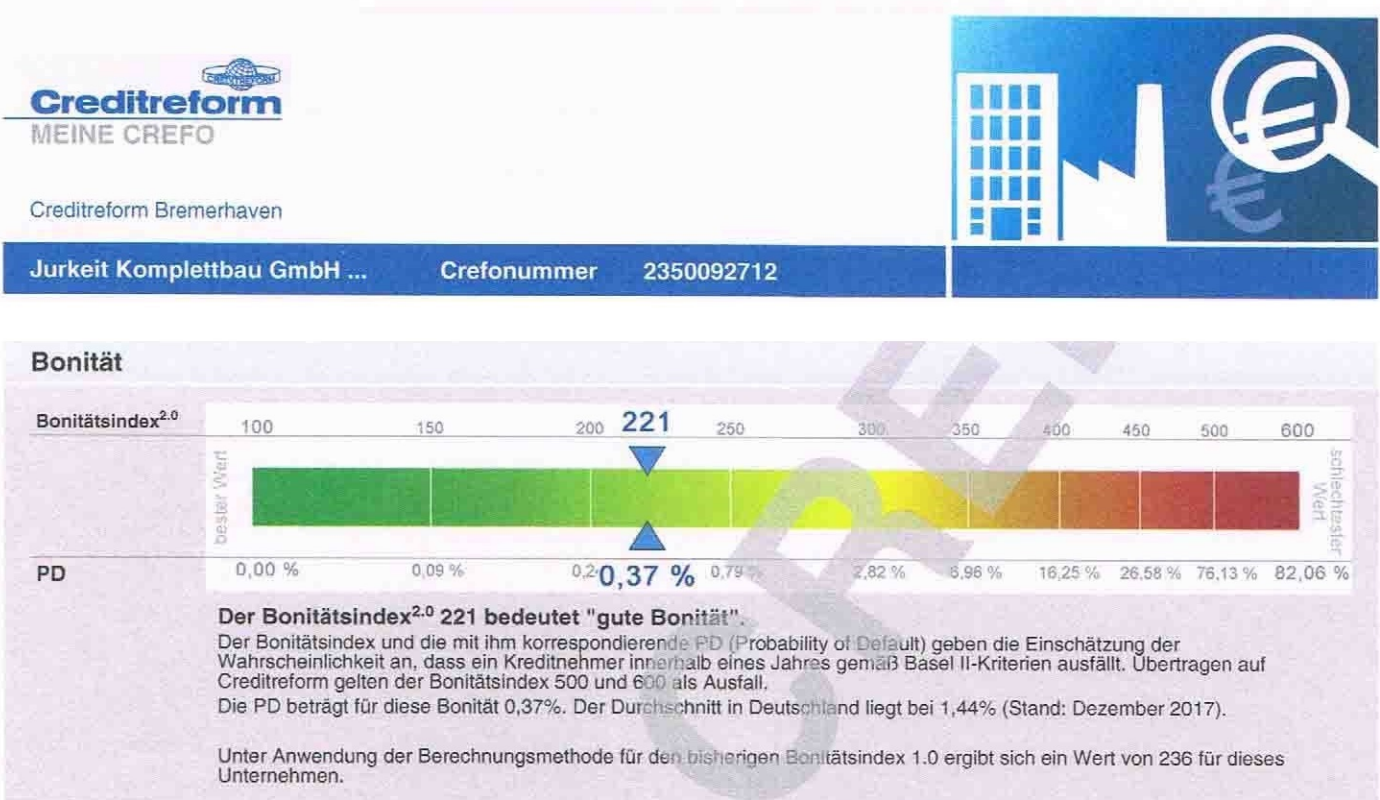 CREDITREFORM
Creditreform
MEINE CREFO
Creditreform Bremerhaven
Jurkeit Komplettbau GmbH ... Crefonummer 2350092712
Bonität
Bonitätsindex2.0 100 150 200 221 250 300 350 400 450 500 600
bester Wert
schlechtester
Wert
PD 0,00 % 0,09 % 0,37 % 0,79 % 2,82 % 6,96 % 16,25 % 26,58 % 76,13 % 82,06 %
Der Bonitätsindex2.0 221 bedeutet "gute Bonität".
Der Bonitätsindex und die mit ihm korrespondierende PD (Probability of Default) geben die Einschätzung der
Wahrscheinlichkeit an, dass ein Kreditnehmer innerhalb eines Jahres gemäß Basel II-Kriterien ausfällt. Übertragen auf
Creditreform gelten der Bonitätsindex 500 und 600 als Ausfall.
Die PD beträgt für diese Bonität 0,37%. Der Durchschnitt in Deutschland liegt bei 1,44% (Stand: Dezember 2017).
Unter Anwendung der Berechnungsmethode für den bisherigen Bonitätsindex 1.0 ergibt sich ein Wert von 236 für dieses
Unternehmen.